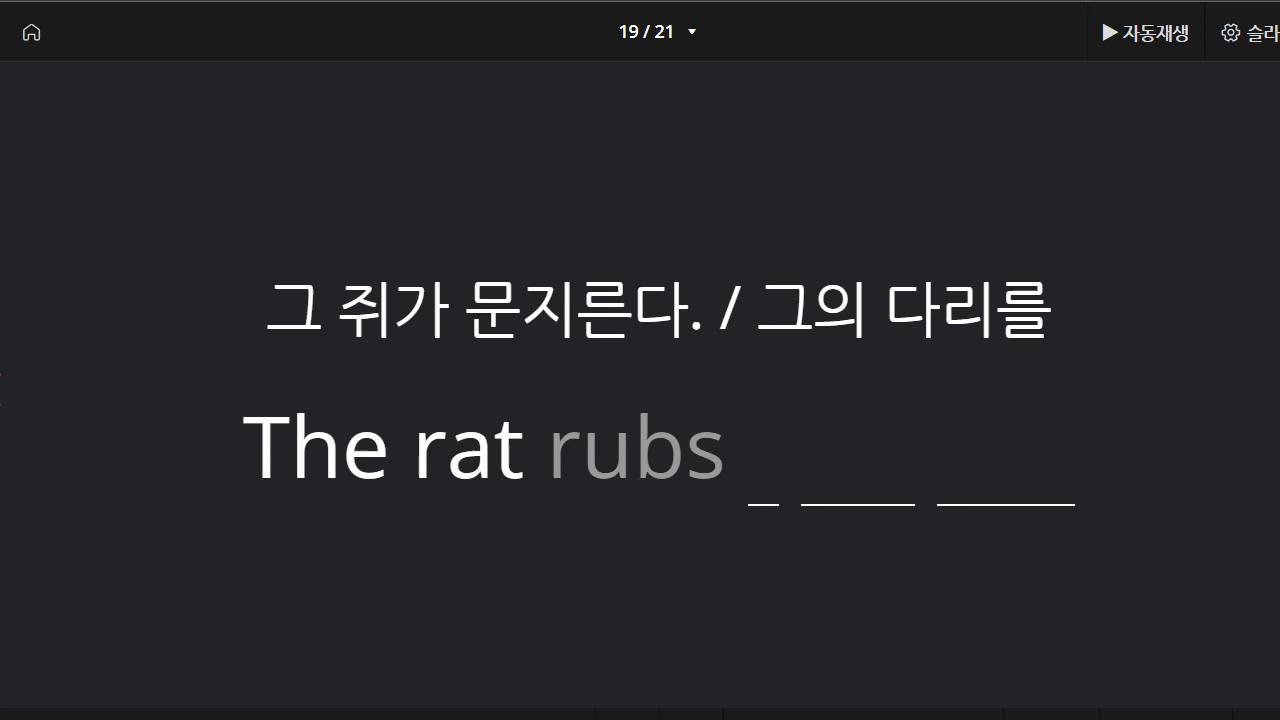 19 / 21
자동재생
슬라
그 쥐가 문지른다. / 그의 다리를
The rat rubs